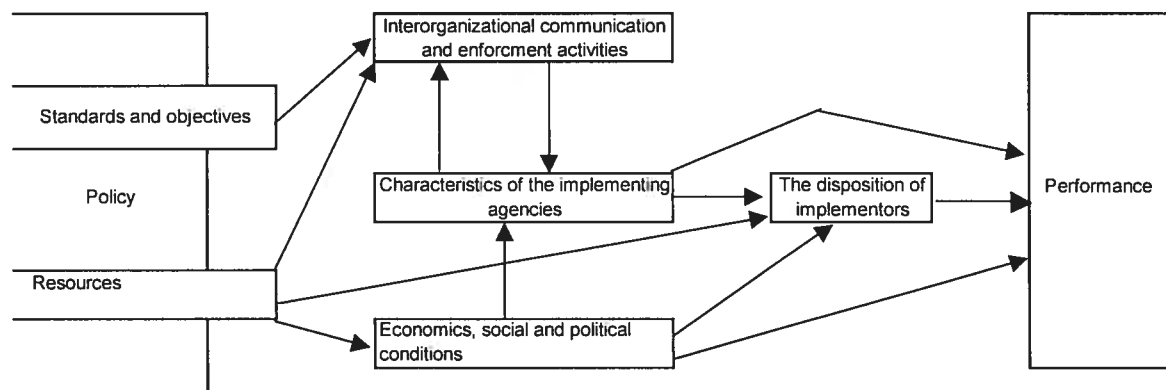 Interorganizational communication
and enforcment activities
Standards and objectives
Policy
Characteristics of the implementing
agencies
The disposition of
implementors
Performance
Resources
Economics, social and political
conditions